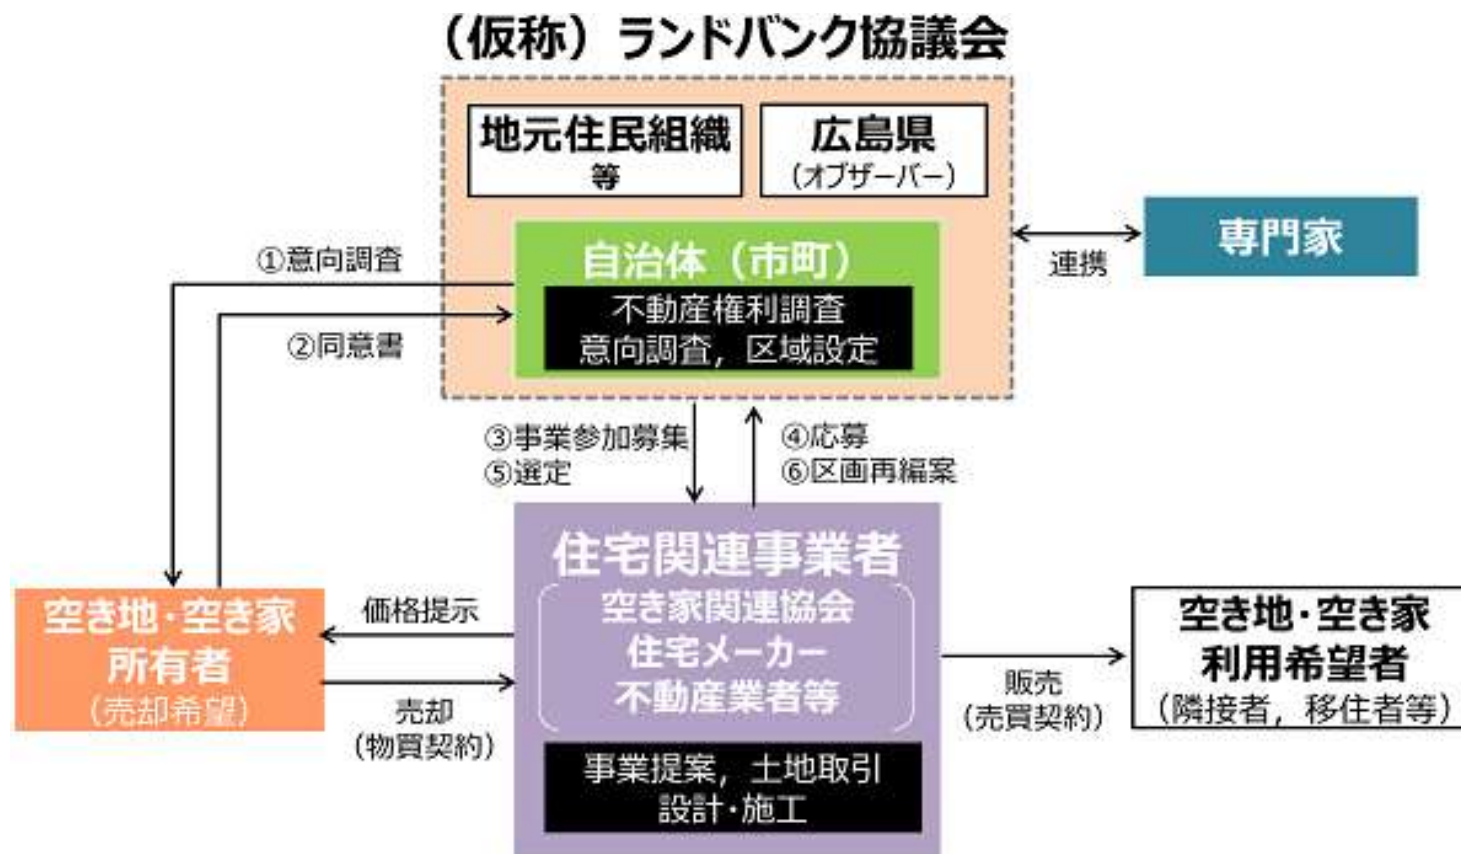 （仮称）ランドバンク協議会
地元住民組織
等
広島県
（オブザーバー）
自治体（市町）
不動産権利調査
意向調査，区域設定
専門家
連携
①意向調査
②同意書
③事業参加募集
⑤選定
④応募
⑥区画再編案
住宅関連事業者
空き家関連協会
住宅メーカー
不動産業者等
事業提案，土地取引
設計・施工
空き地・空き家
所有者
（売却希望）
価格提示
売却
（物買契約）
販売
（売買契約）
空き地・空き家
利用希望者
（隣接者，移住者等）